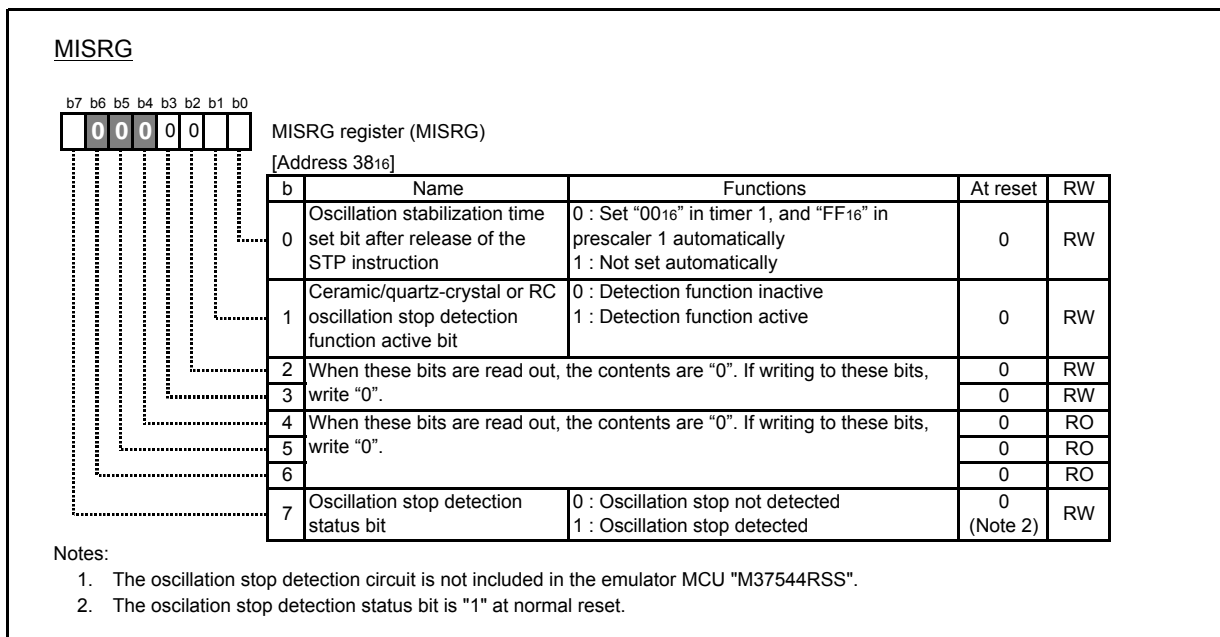 MISRG
b7 b6 b5 b4 b3 b2 b1 b0
0 0 0 0 0
MISRG register (MISRG)
[Address 3816]
b Name Functions At reset RW
0 Oscillation stabilization time set bit after release of the STP instruction 0 : Set “0016” in timer 1, and “FF16” in prescaler 1 automatically 1 : Not set automatically 0 RW
1 Ceramic/quartz-crystal or RC oscillation stop detection function active bit 0 : Detection function inactive 1 : Detection function active 0 RW
2 When these bits are read out, the contents are “0”. If writing to these bits, 0 RW
3 write “0”. 0 RW
4 When these bits are read out, the contents are “0”. If writing to these bits, 0 RO
5 write “0”. 0 RO
6 0 RO
7 Oscillation stop detection status bit 0 : Oscillation stop not detected 1 : Oscillation stop detected 0 (Note 2) RW
Notes:
1. The oscillation stop detection circuit is not included in the emulator MCU "M37544RSS".
2. The oscilation stop detection status bit is "1" at normal reset.